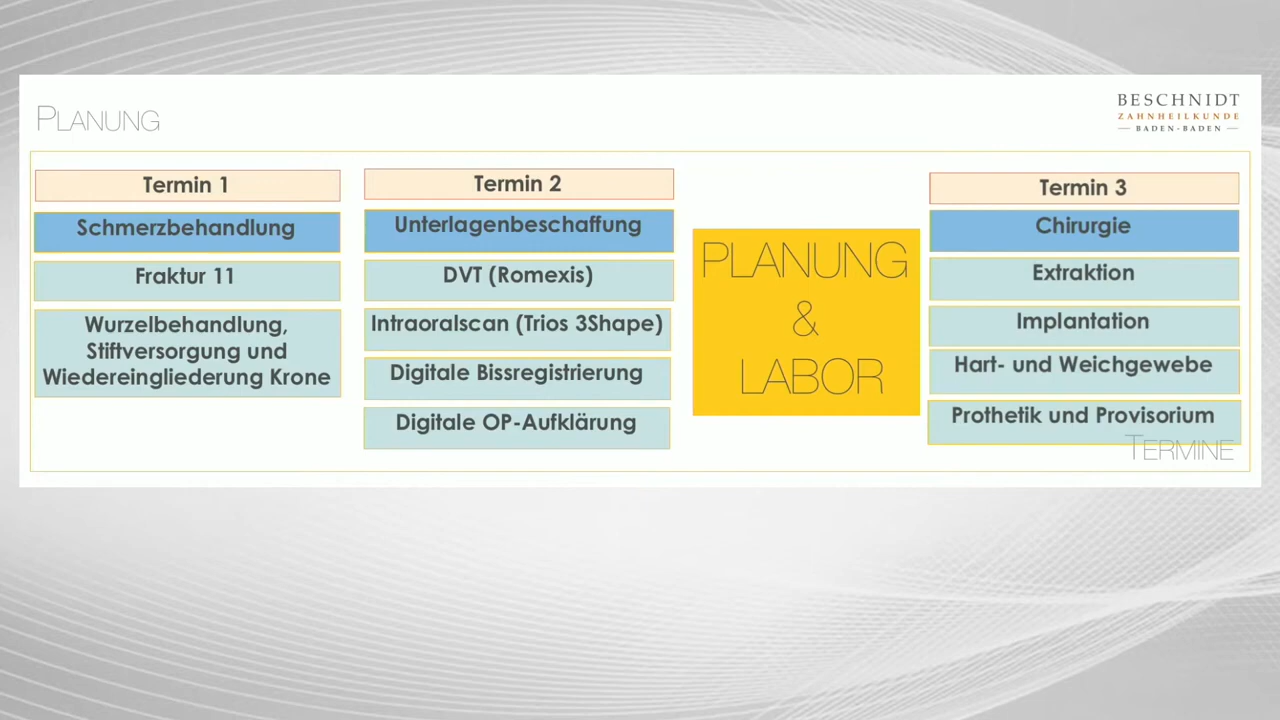 PLANUNG
BESCHNIDT
ZAHNHEILKUNDE
BADEN-BADEN
Termin 1
Schmerzbehandlung
Fraktur 11
Wurzelbehandlung,
Stiftversorgung und
Wiedereingliederung Krone
Termin 2
Unterlagenbeschaffung
DVT (Romexis)
Intraoralscan (Trios 3Shape)
Digitale Bissregistrierung
Digitale OP-Aufklärung
PLANUNG
&
LABOR
Termin 3
Chirurgie
Extraktion
Implantation
Hart- und Weichgewebe
Prothetik und Provisorium
TERMINE